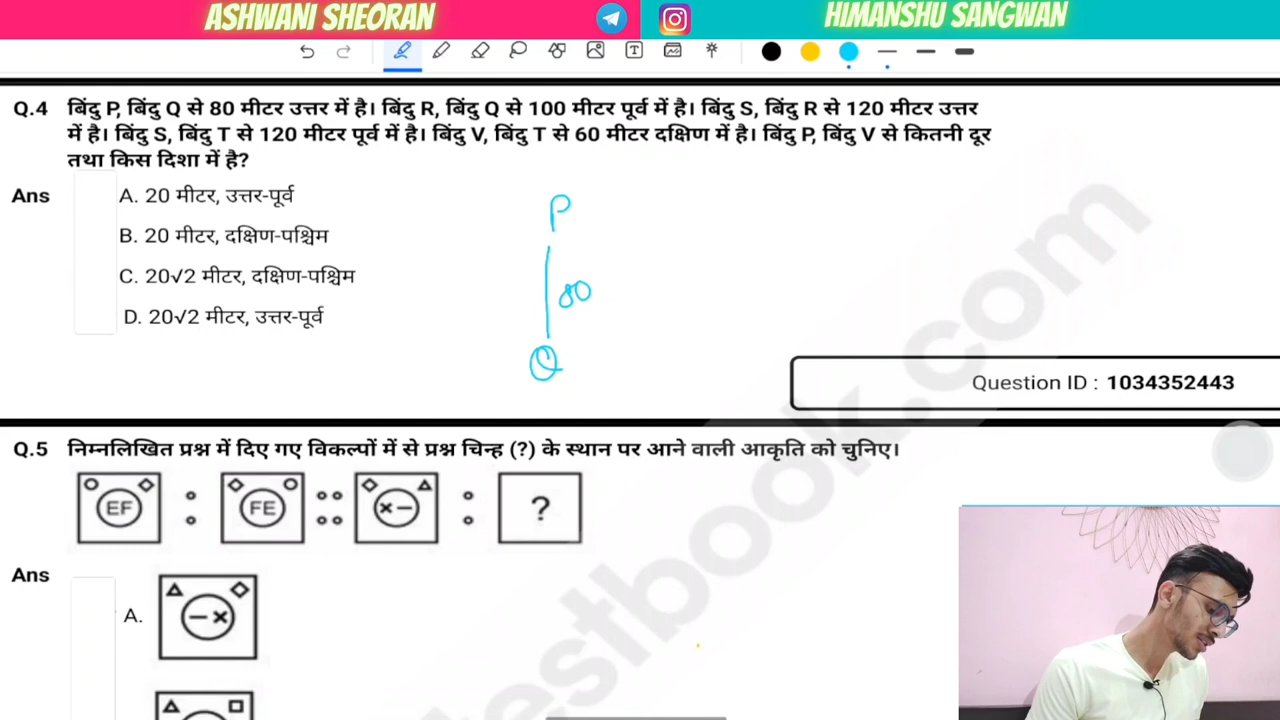 ASHWANI SHEORAN
HIMANSHU SANGWAN
Q.4 बिंदु P, बिंदु Q से 80 मीटर उत्तर में है। बिंदु R, बिंदु Q से 100 मीटर पूर्व में है। बिंदु S, बिंदु R से 120 मीटर उत्तर
में है। बिंदु S, बिंदु T से 120 मीटर पूर्व में है। बिंदु V, बिंदु T से 60 मीटर दक्षिण में है। बिंदु P, बिंदु V से कितनी दूर
तथा किस दिशा में है?
Ans A. 20 मीटर, उत्तर-पूर्व
B. 20 मीटर, दक्षिण-पश्चिम
C. 20√2 मीटर, दक्षिण-पश्चिम
D. 20√2 मीटर, उत्तर-पूर्व
P
80
Q
Question ID : 1034352443
Q.5 निम्नलिखित प्रश्न में दिए गए विकल्पों में से प्रश्न चिन्ह (?) के स्थान पर आने वाली आकृति को चुनिए।
EF : FE :: × − : ?
Ans
A. − ×
testbook.com